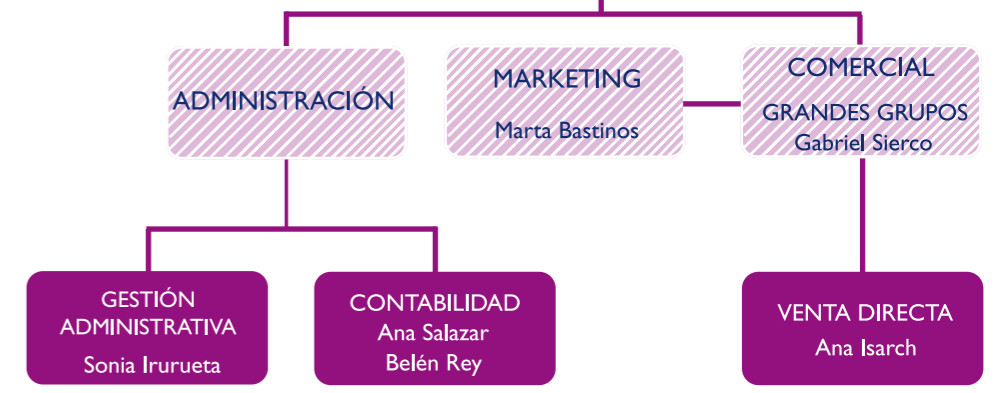 ADMINISTRACIÓN
MARKETING
Marta Bastinos
COMERCIAL
GRANDES GRUPOS
Gabriel Sierco
GESTIÓN
ADMINISTRATIVA
Sonia Irurueta
CONTABILIDAD
Ana Salazar
Belén Rey
VENTA DIRECTA
Ana Isarch